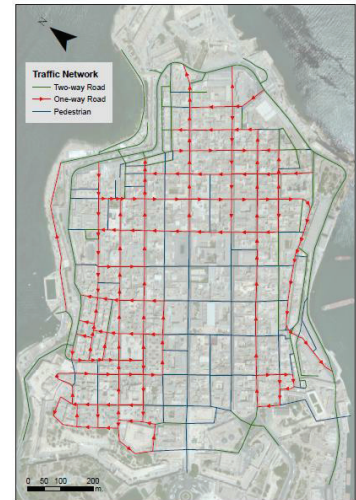 N
Traffic Network
Two-way Road
One-way Road
Pedestrian
0 50 100 200
m